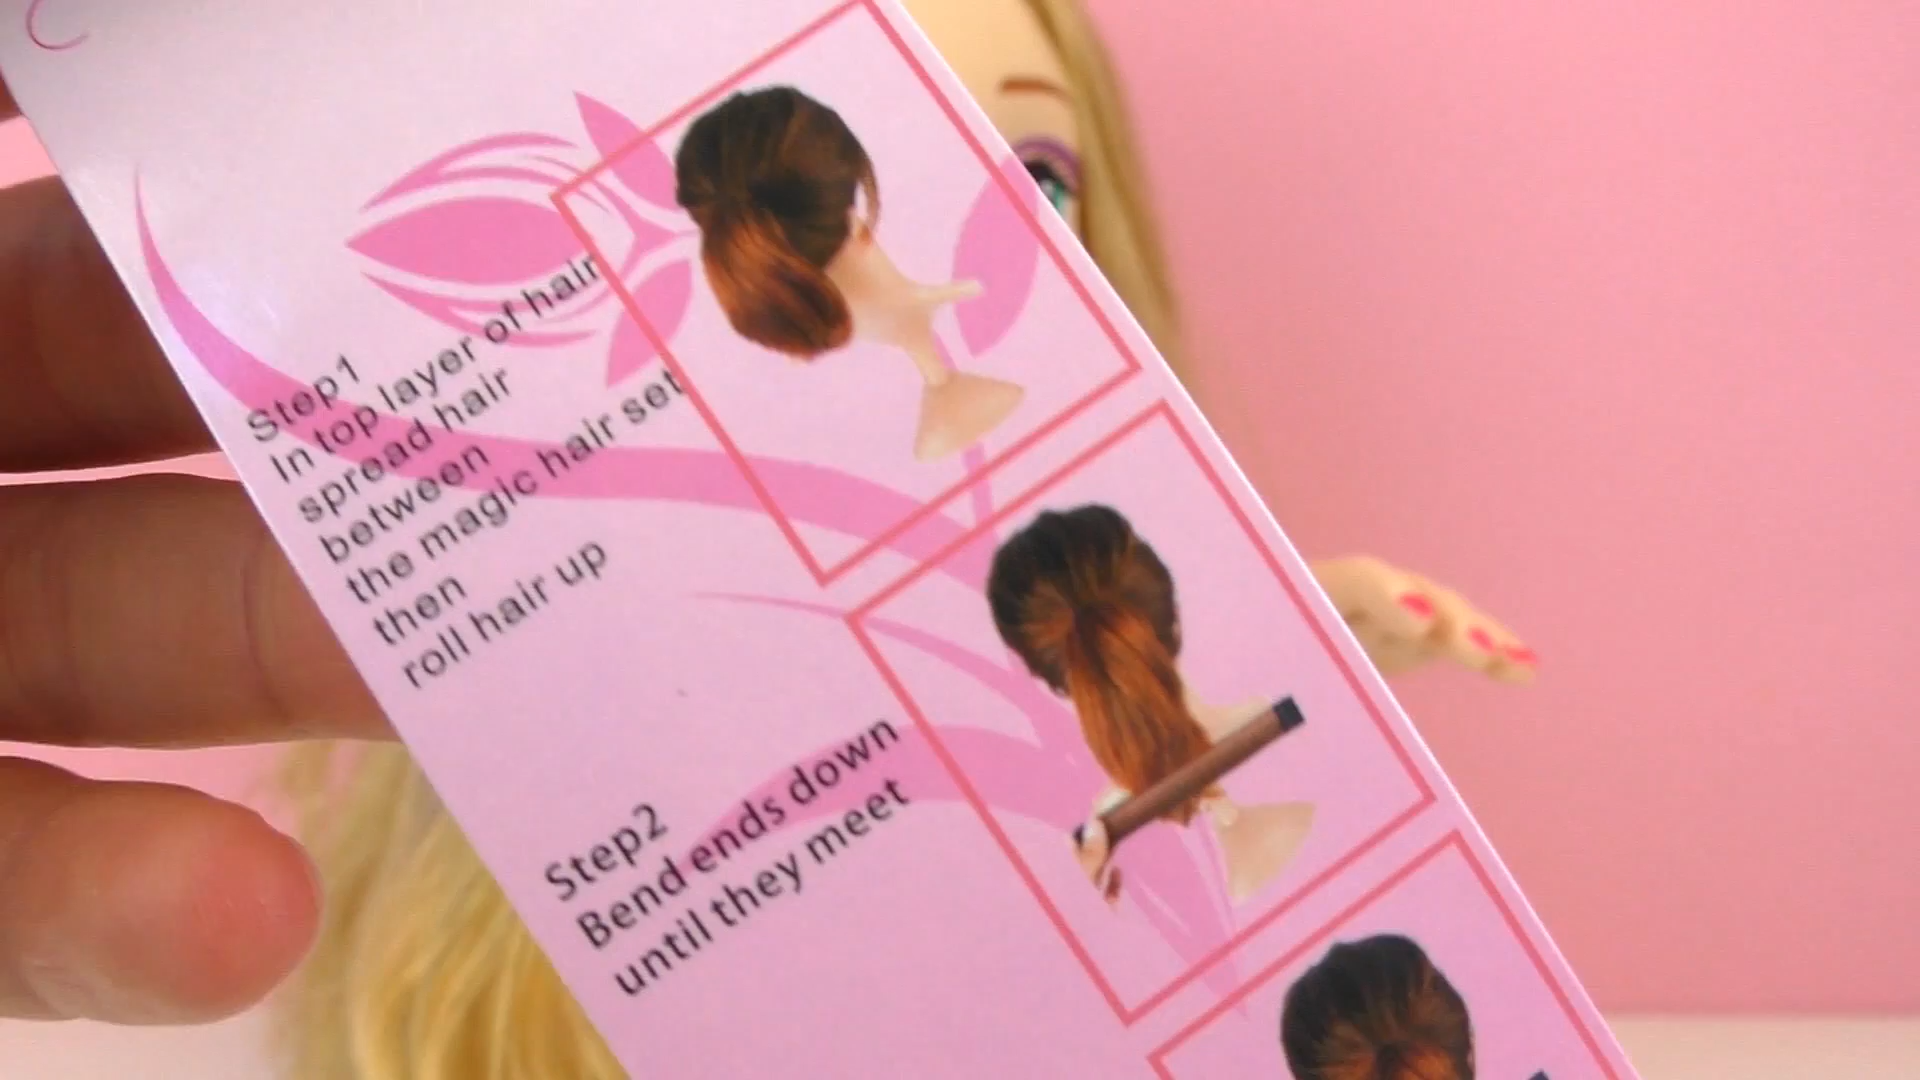 Step1
In top layer of hair
spread hair
between
the magic hair set
then
roll hair up
Step2
Bend ends down
until they meet